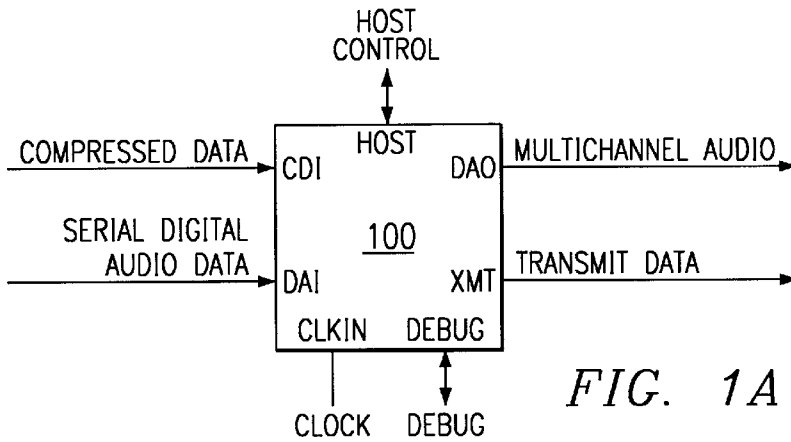 HOST
CONTROL
HOST
COMPRESSED DATA
CDI
DAO
MULTICHANNEL AUDIO
SERIAL DIGITAL
AUDIO DATA
100
DAI
XMT
TRANSMIT DATA
CLKIN
DEBUG
CLOCK
DEBUG
FIG. 1A